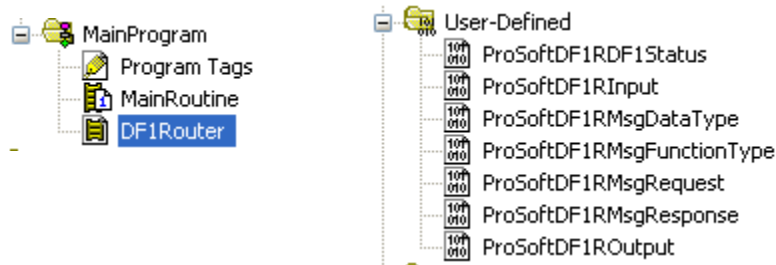 MainProgram
Program Tags
MainRoutine
DF1Router
User-Defined
ProSoftDF1RDF1Status
ProSoftDF1RInput
ProSoftDF1RMsgDataType
ProSoftDF1RMsgFunctionType
ProSoftDF1RMsgRequest
ProSoftDF1RMsgResponse
ProSoftDF1ROutput